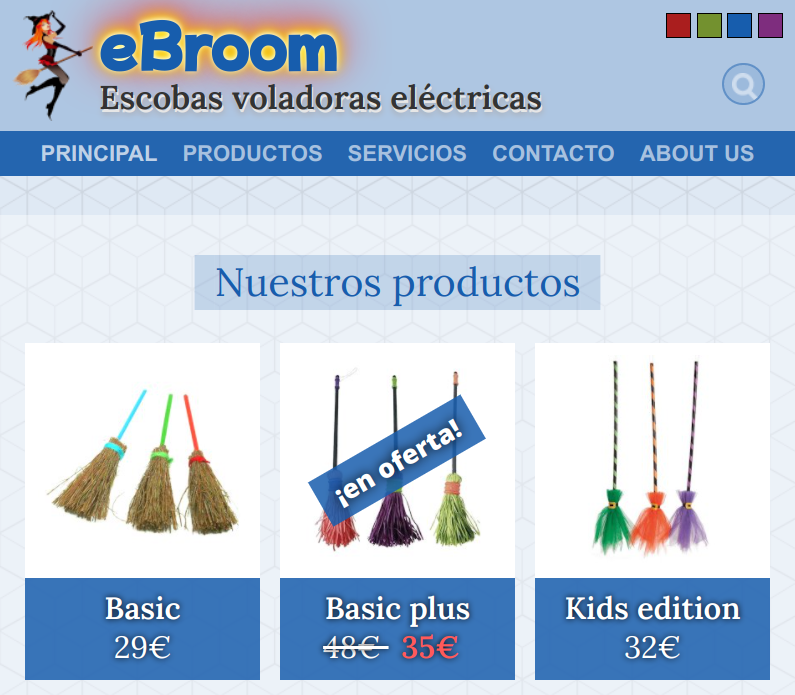 eBroom
Escobas voladoras eléctricas
PRINCIPAL PRODUCTOS SERVICIOS CONTACTO ABOUT US
Nuestros productos
¡en oferta!
Basic
29€
Basic plus
48€ 35€
Kids edition
32€